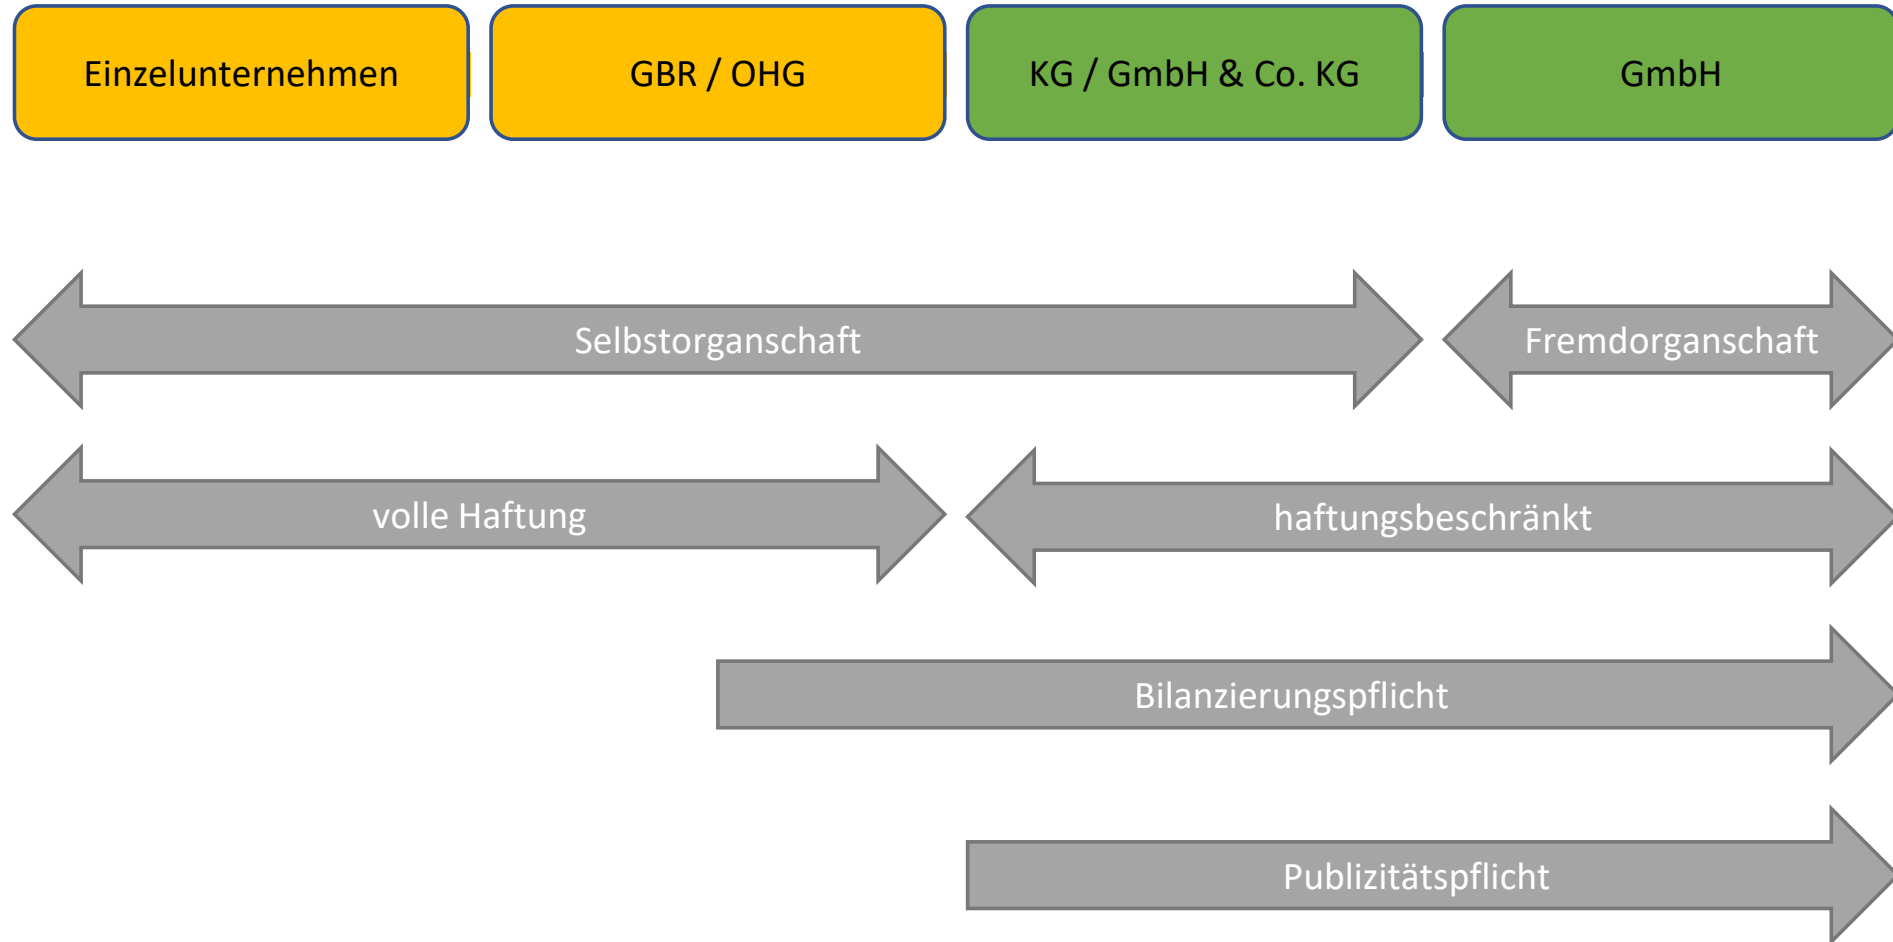 Einzelunternehmen
GBR / OHG
KG / GmbH & Co. KG
GmbH
Selbstorganschaft
Fremdorganschaft
volle Haftung
haftungsbeschränkt
Bilanzierungspflicht
Publizitätspflicht